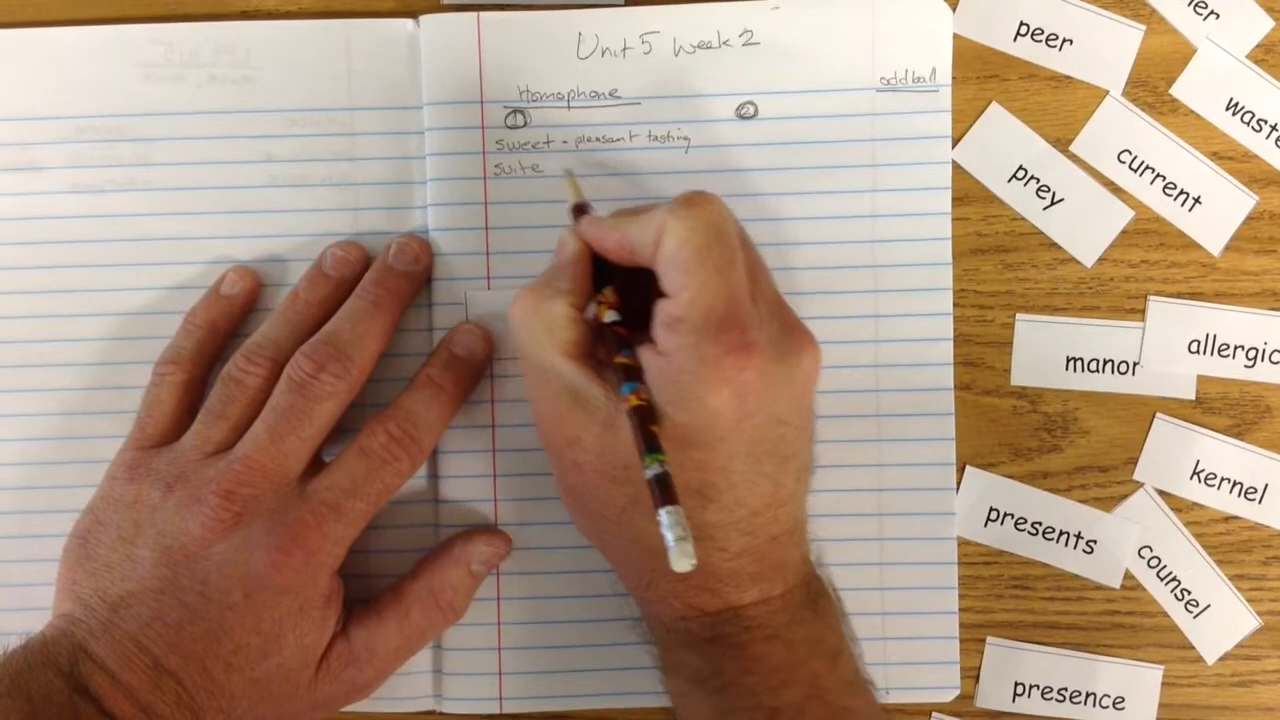 Unit 5 Week 2
oddball
Homophone
1 2
sweet - pleasant tasting
suite
peer
waste
prey
current
manor
allergic
kernel
presents
counsel
presence